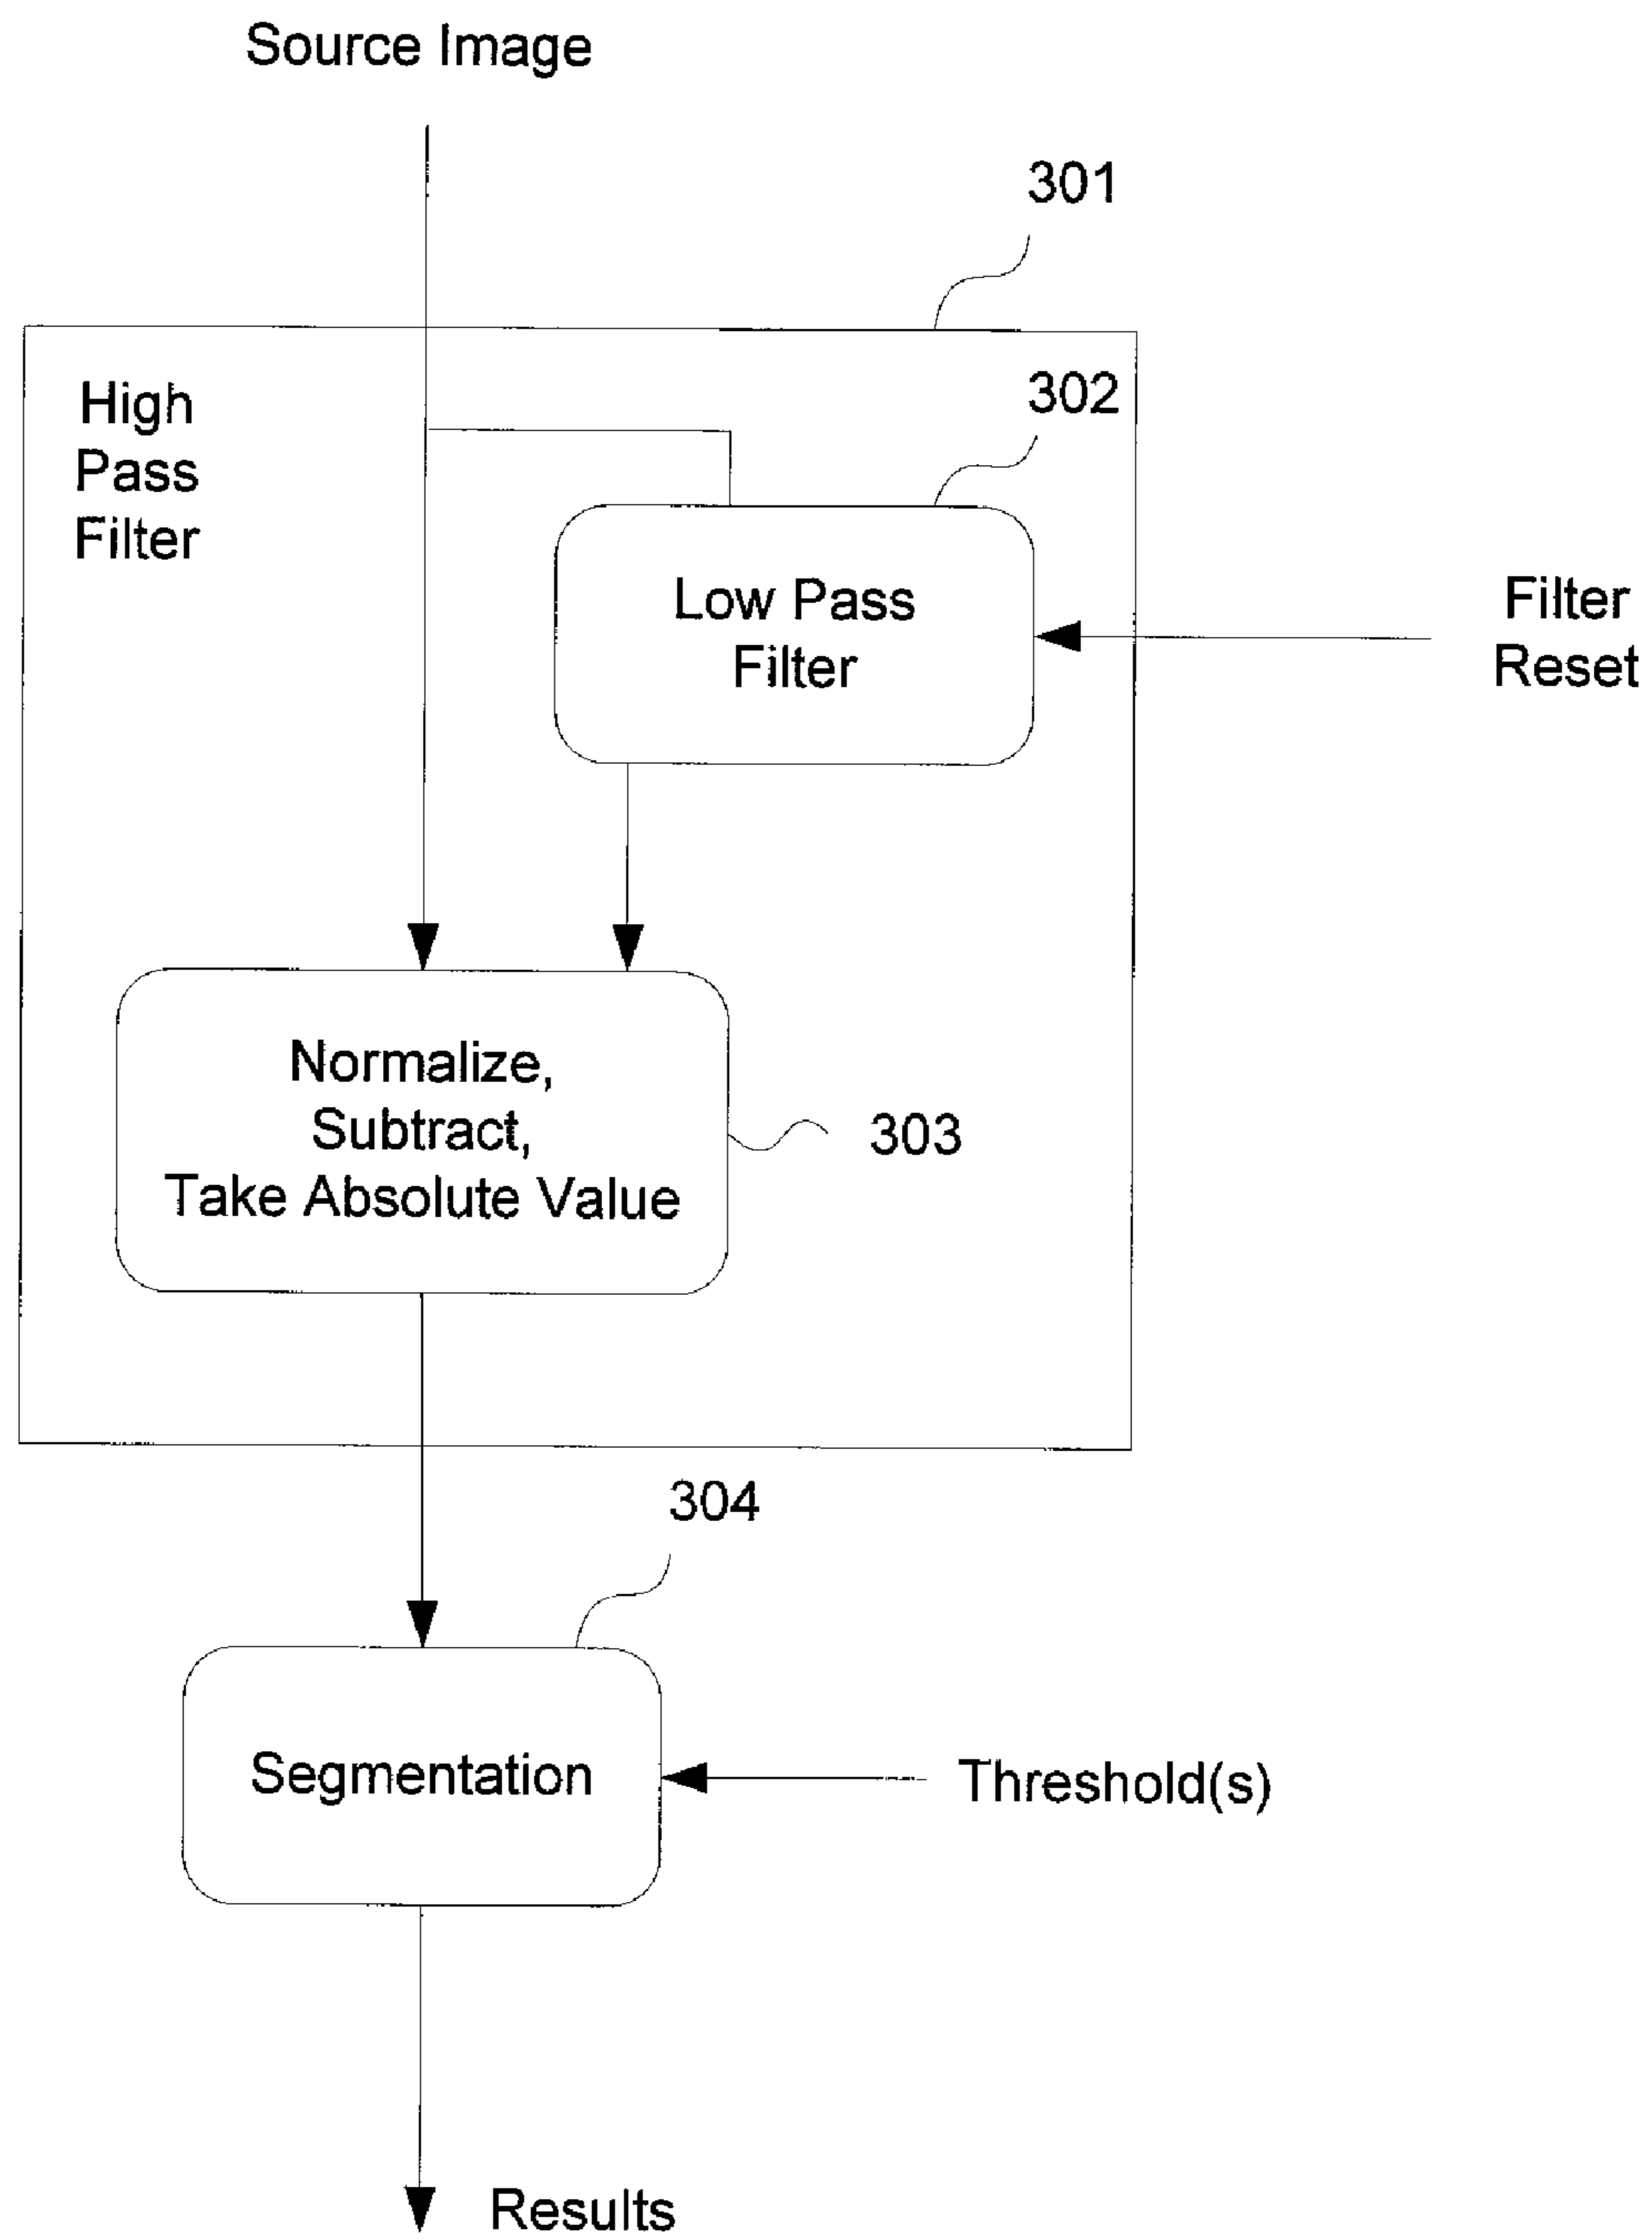 Source Image
301
High
Pass
Filter
302
Low Pass
Filter
Filter
Reset
Normalize,
Subtract,
Take Absolute Value
303
304
Segmentation
Threshold(s)
Results